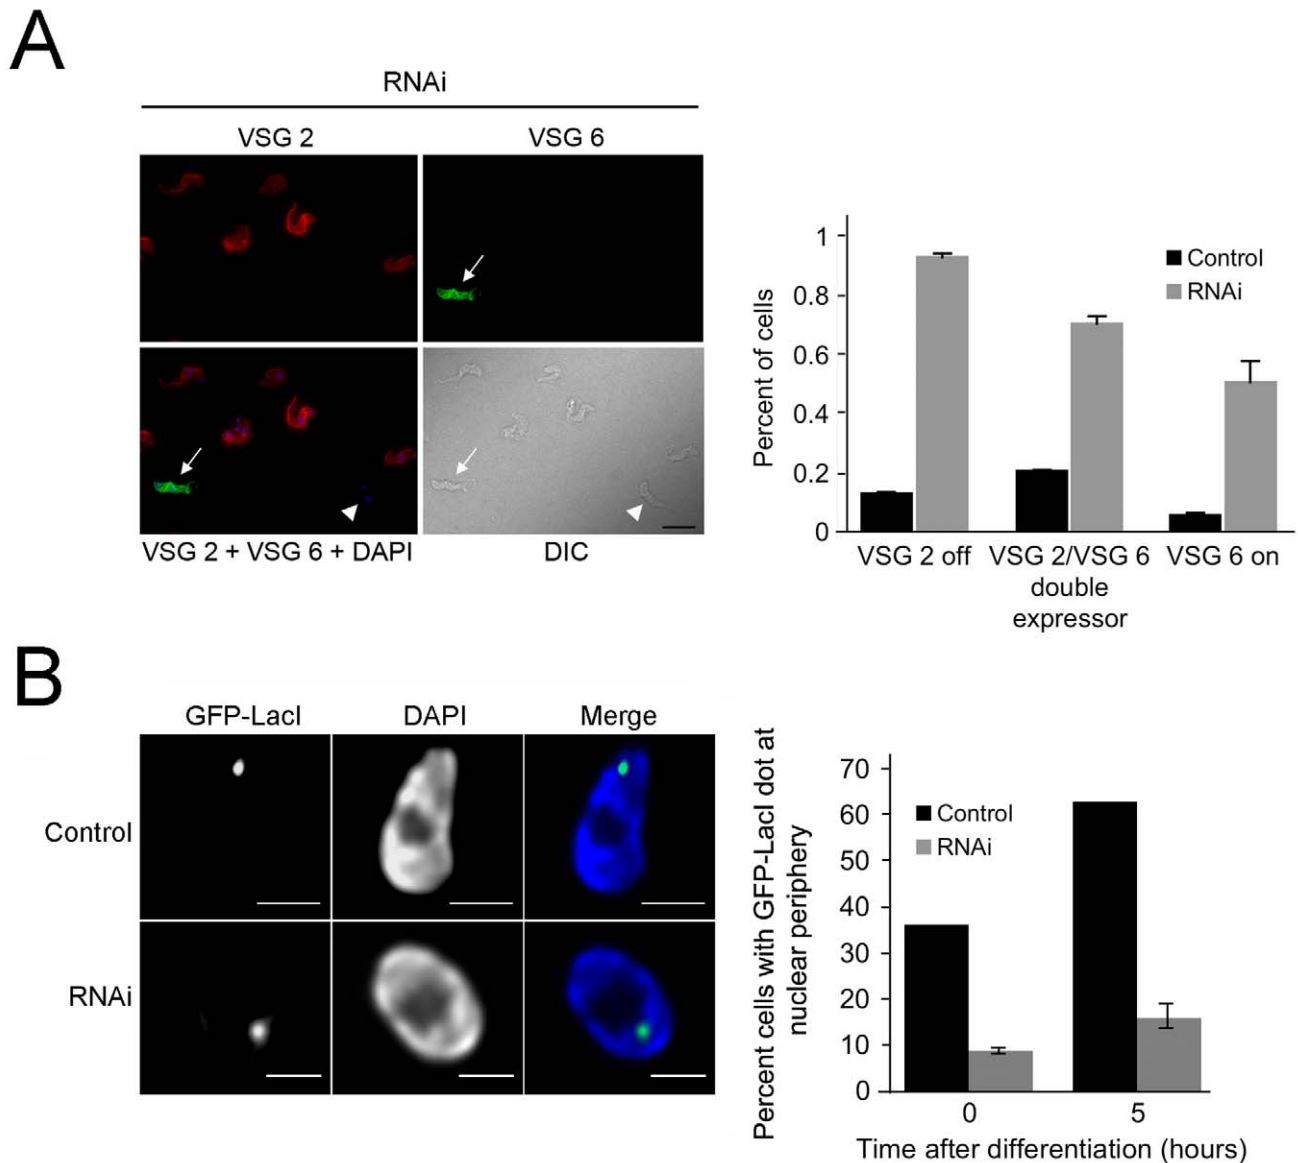 A
RNAi
VSG 2
VSG 6
VSG 2 + VSG 6 + DAPI
DIC
Percent of cells
1
0.8
0.6
0.4
0.2
0
Control
RNAi
VSG 2 off
VSG 2/VSG 6
double
expressor
VSG 6 on
B
GFP-LacI
DAPI
Merge
Control
RNAi
Percent cells with GFP-LacI dot at
nuclear periphery
70
60
50
40
30
20
10
0
Control
RNAi
0
5
Time after differentiation (hours)